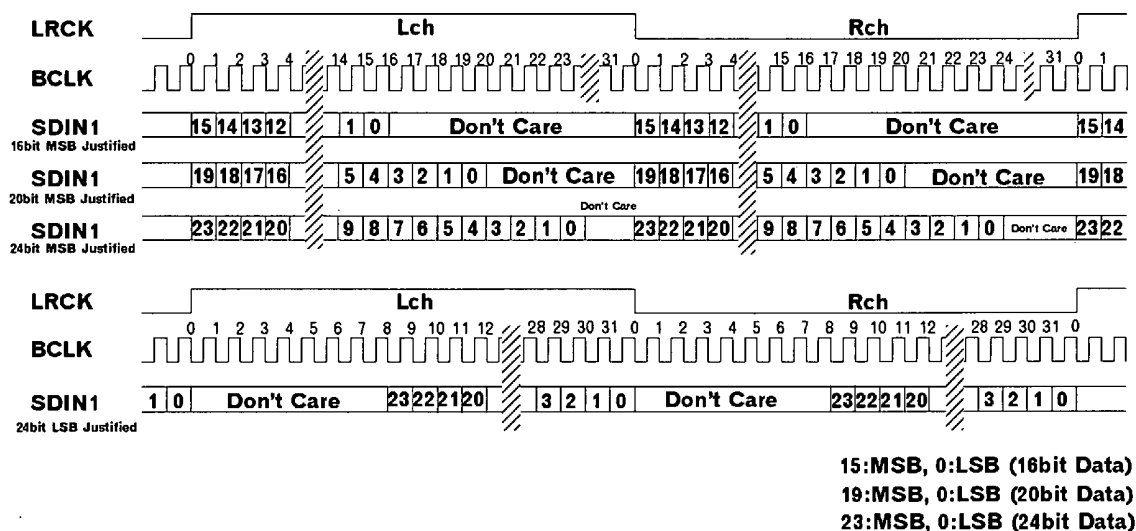 LRCK Lch Rch
0 1 2 3 4 14 15 16 17 18 19 20 21 22 23 31 0 1 2 3 4 15 16 17 18 19 20 21 22 23 24 31 0 1
BCLK
SDIN1 15 14 13 12 1 0 Don't Care 15 14 13 12 1 0 Don't Care 15 14
16bit MSB Justified
SDIN1 19 18 17 16 5 4 3 2 1 0 Don't Care 19 18 17 16 5 4 3 2 1 0 Don't Care 19 18
20bit MSB Justified
Don't Care
SDIN1 23 22 21 20 9 8 7 6 5 4 3 2 1 0 23 22 21 20 9 8 7 6 5 4 3 2 1 0 Don't Care 23 22
24bit MSB Justified
LRCK Lch Rch
0 1 2 3 4 5 6 7 8 9 10 11 12 28 29 30 31 0 1 2 3 4 5 6 7 8 9 10 11 12 28 29 30 31 0
BCLK
SDIN1 1 0 Don't Care 23 22 21 20 3 2 1 0 Don't Care 23 22 21 20 3 2 1 0
24bit LSB Justified
15:MSB, 0:LSB (16bit Data)
19:MSB, 0:LSB (20bit Data)
23:MSB, 0:LSB (24bit Data)